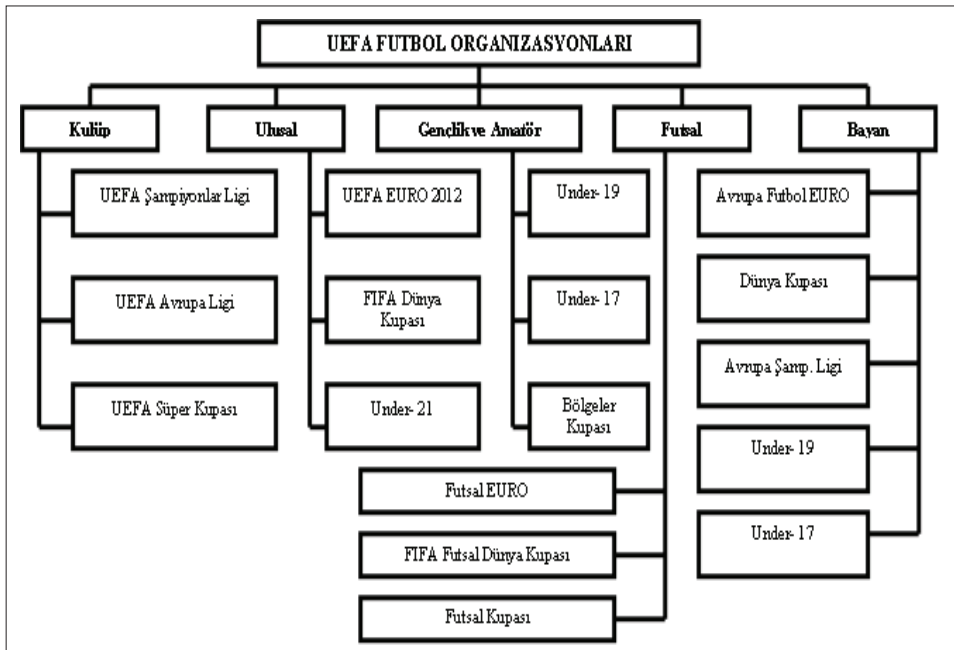 UEFA FUTBOL ORGANIZASYONLARI
Kulüp
Ulusal
Gençlik ve Amatör
Futsal
Bayan
UEFA Şampiyonlar Ligi
UEFA Avrupa Ligi
UEFA Süper Kupası
UEFA EURO 2012
FIFA Dünya
Kupası
Under- 21
Under- 19
Under- 17
Bölgeler
Kupası
Futsal EURO
FIFA Futsal Dünya Kupası
Futsal Kupası
Avrupa Futbol EURO
Dünya Kupası
Avrupa Şamp. Ligi
Under- 19
Under- 17